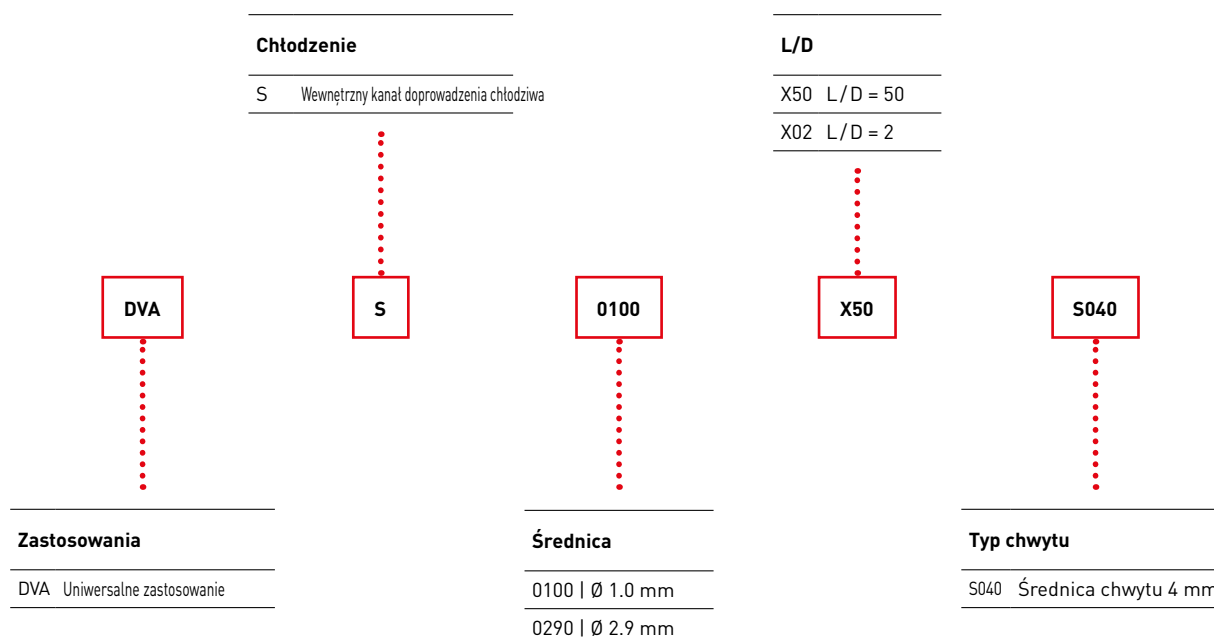 Chłodzenie
S Wewnętrzny kanał doprowadzenia chłodziwa
L/D
X50 L/D = 50
X02 L/D = 2
DVA
S
0100
X50
S040
Zastosowania
DVA Uniwersalne zastosowanie
Średnica
0100 | Ø 1.0 mm
0290 | Ø 2.9 mm
Typ chwytu
S040 Średnica chwytu 4 mm